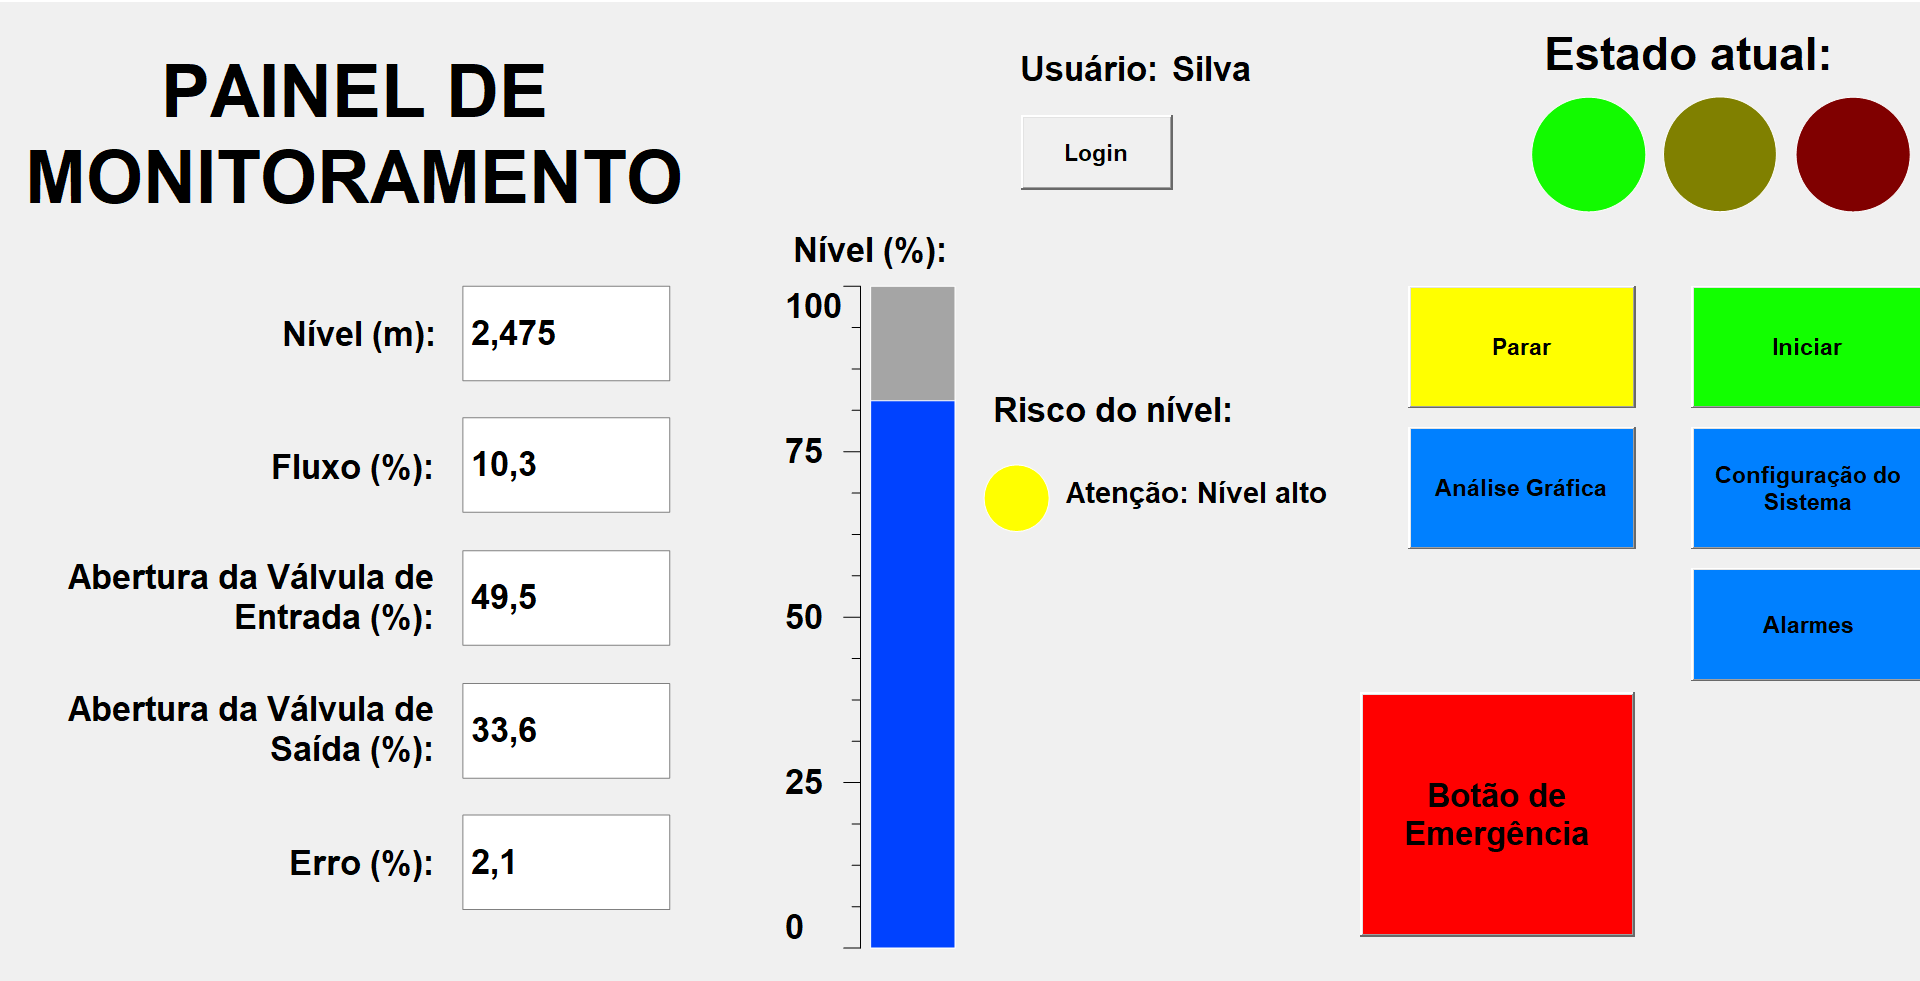 PAINEL DE
MONITORAMENTO
Usuário: Silva
Login
Estado atual:
Nível (m):
2,475
Fluxo (%):
10,3
Abertura da Válvula de
Entrada (%):
49,5
Abertura da Válvula de
Saída (%):
33,6
Erro (%):
2,1
Nível (%):
100
75
50
25
0
Risco do nível:
Atenção: Nível alto
Parar
Iniciar
Análise Gráfica
Configuração do
Sistema
Alarmes
Botão de
Emergência